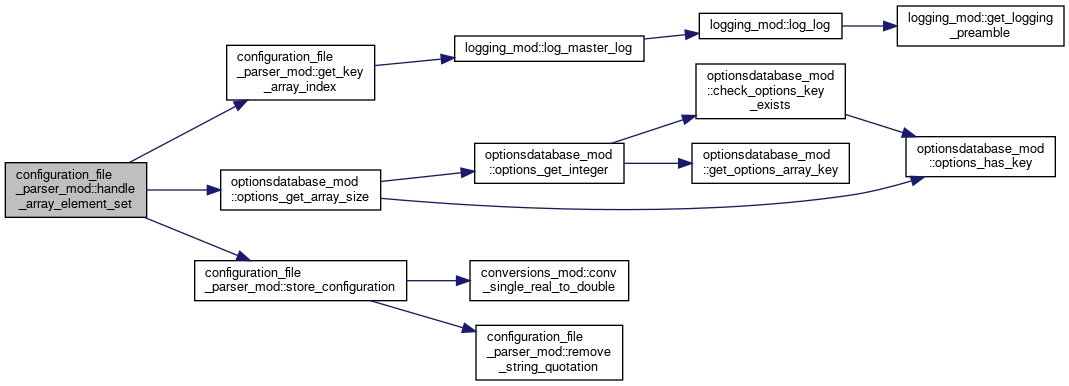 configuration_file
_parser_mod::handle
_array_element_set
configuration_file
_parser_mod::get_key
_array_index
logging_mod::log_master_log
logging_mod::log_log
logging_mod::get_logging
_preamble
optionsdatabase_mod
::options_get_array_size
optionsdatabase_mod
::options_get_integer
optionsdatabase_mod
::check_options_key
_exists
optionsdatabase_mod
::get_options_array_key
optionsdatabase_mod
::options_has_key
configuration_file
_parser_mod::store_configuration
conversions_mod::conv
_single_real_to_double
configuration_file
_parser_mod::remove
_string_quotation